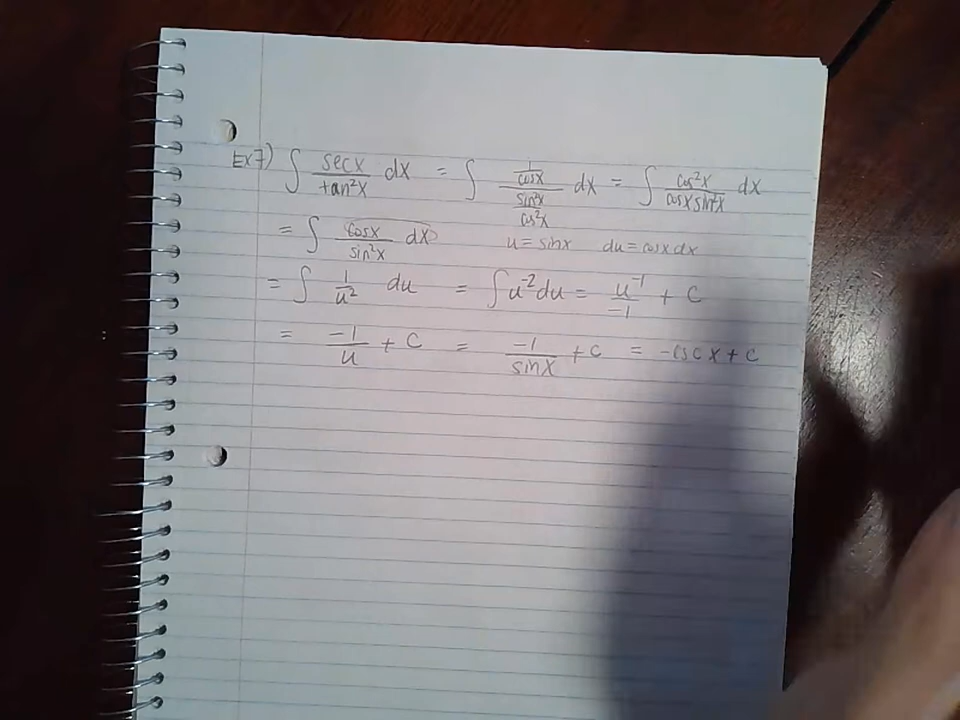 Ex7) ∫ secx/tan²x dx = ∫ (1/cosx)/(sin²x/cos²x) dx = ∫ cos²x/(cosx sin²x) dx
= ∫ cosx/sin²x dx u = sinx du = cosx dx
= ∫ 1/u² du = ∫ u⁻² du = u⁻¹/-1 + C
= -1/u + C = -1/sinx + C = -cscx + C